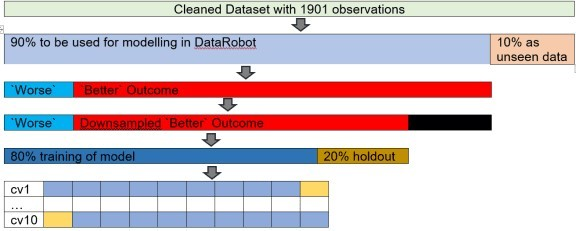 Cleaned Dataset with 1901 observations
90% to be used for modelling in DataRobot
10% as
unseen data
`Worse`
`Better` Outcome
`Worse`
Downsampled `Better` Outcome
80% training of model
20% holdout
cv1
...
cv10